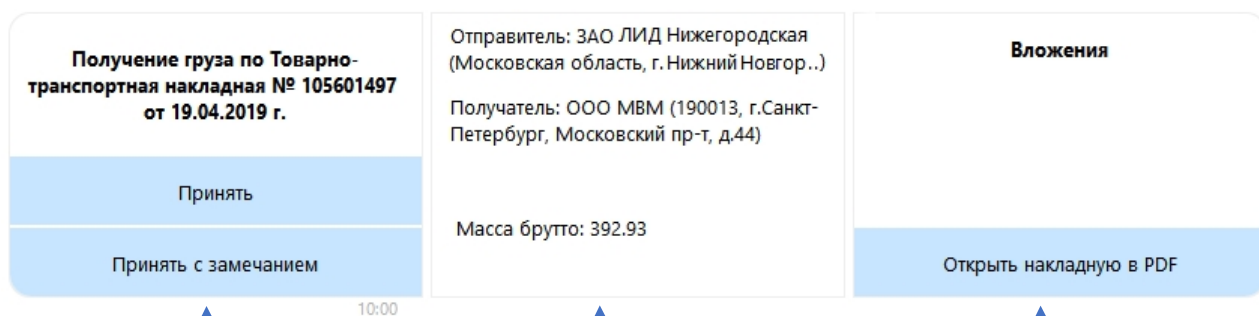 Получение груза по Товарно-
транспортная накладная № 105601497
от 19.04.2019 г.
Принять
Принять с замечанием
10:00
Отправитель: ЗАО ЛИД Нижегородская
(Московская область, г. Нижний Новгор..)
Получатель: ООО МВМ (190013, г.Санкт-
Петербург, Московский пр-т, д.44)
Масса брутто: 392.93
Вложения
Открыть накладную в PDF